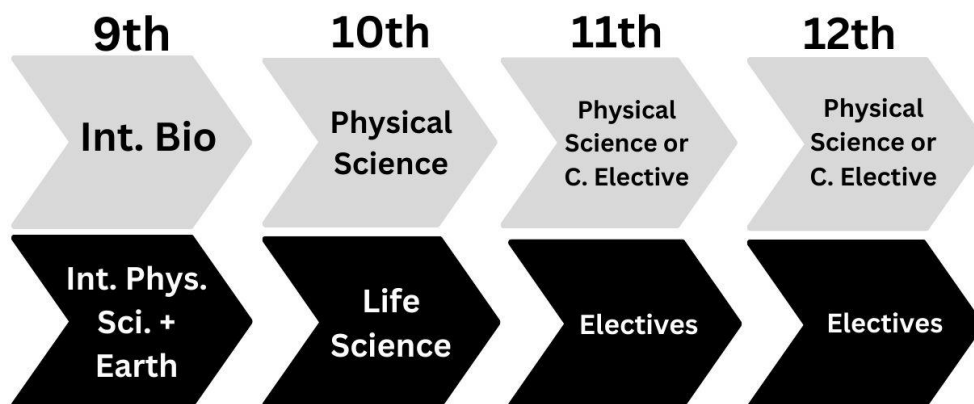 9th
10th
11th
12th
Int. Bio
Physical
Science
Physical
Science or
C. Elective
Physical
Science or
C. Elective
Int. Phys.
Sci. +
Earth
Life
Science
Electives
Electives